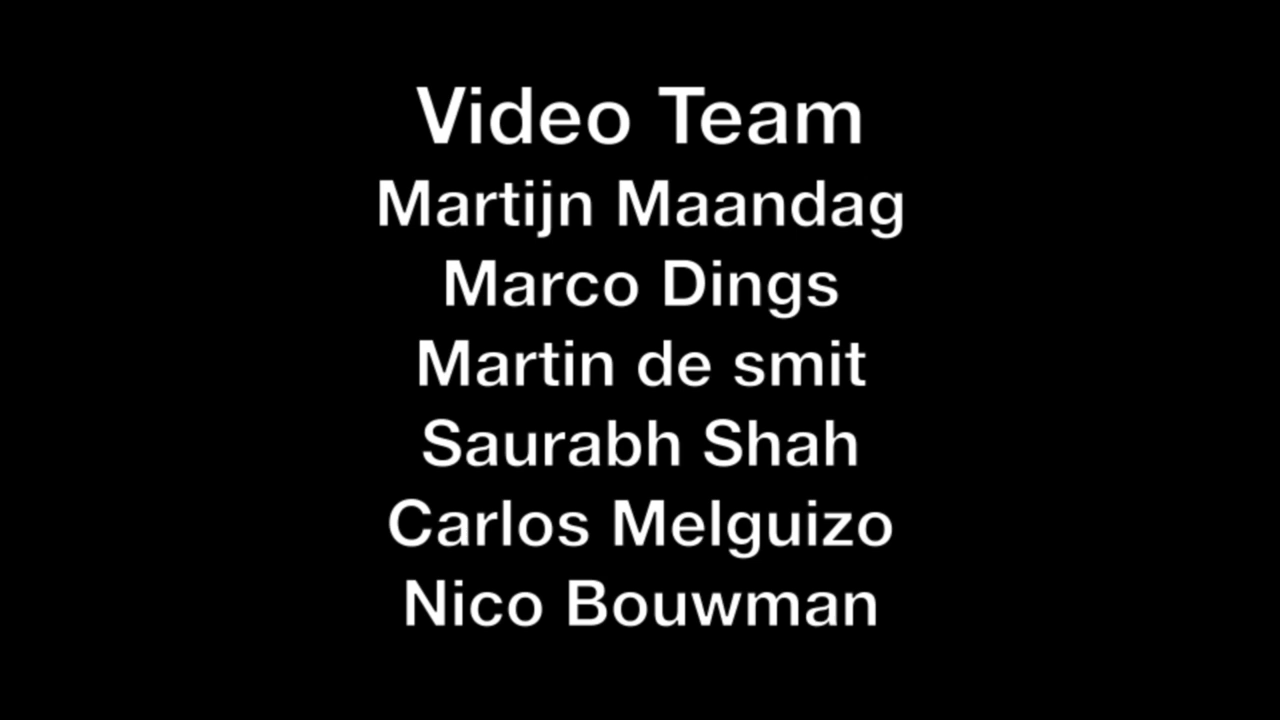 Video Team
Martijn Maandag
Marco Dings
Martin de smit
Saurabh Shah
Carlos Melguizo
Nico Bouwman